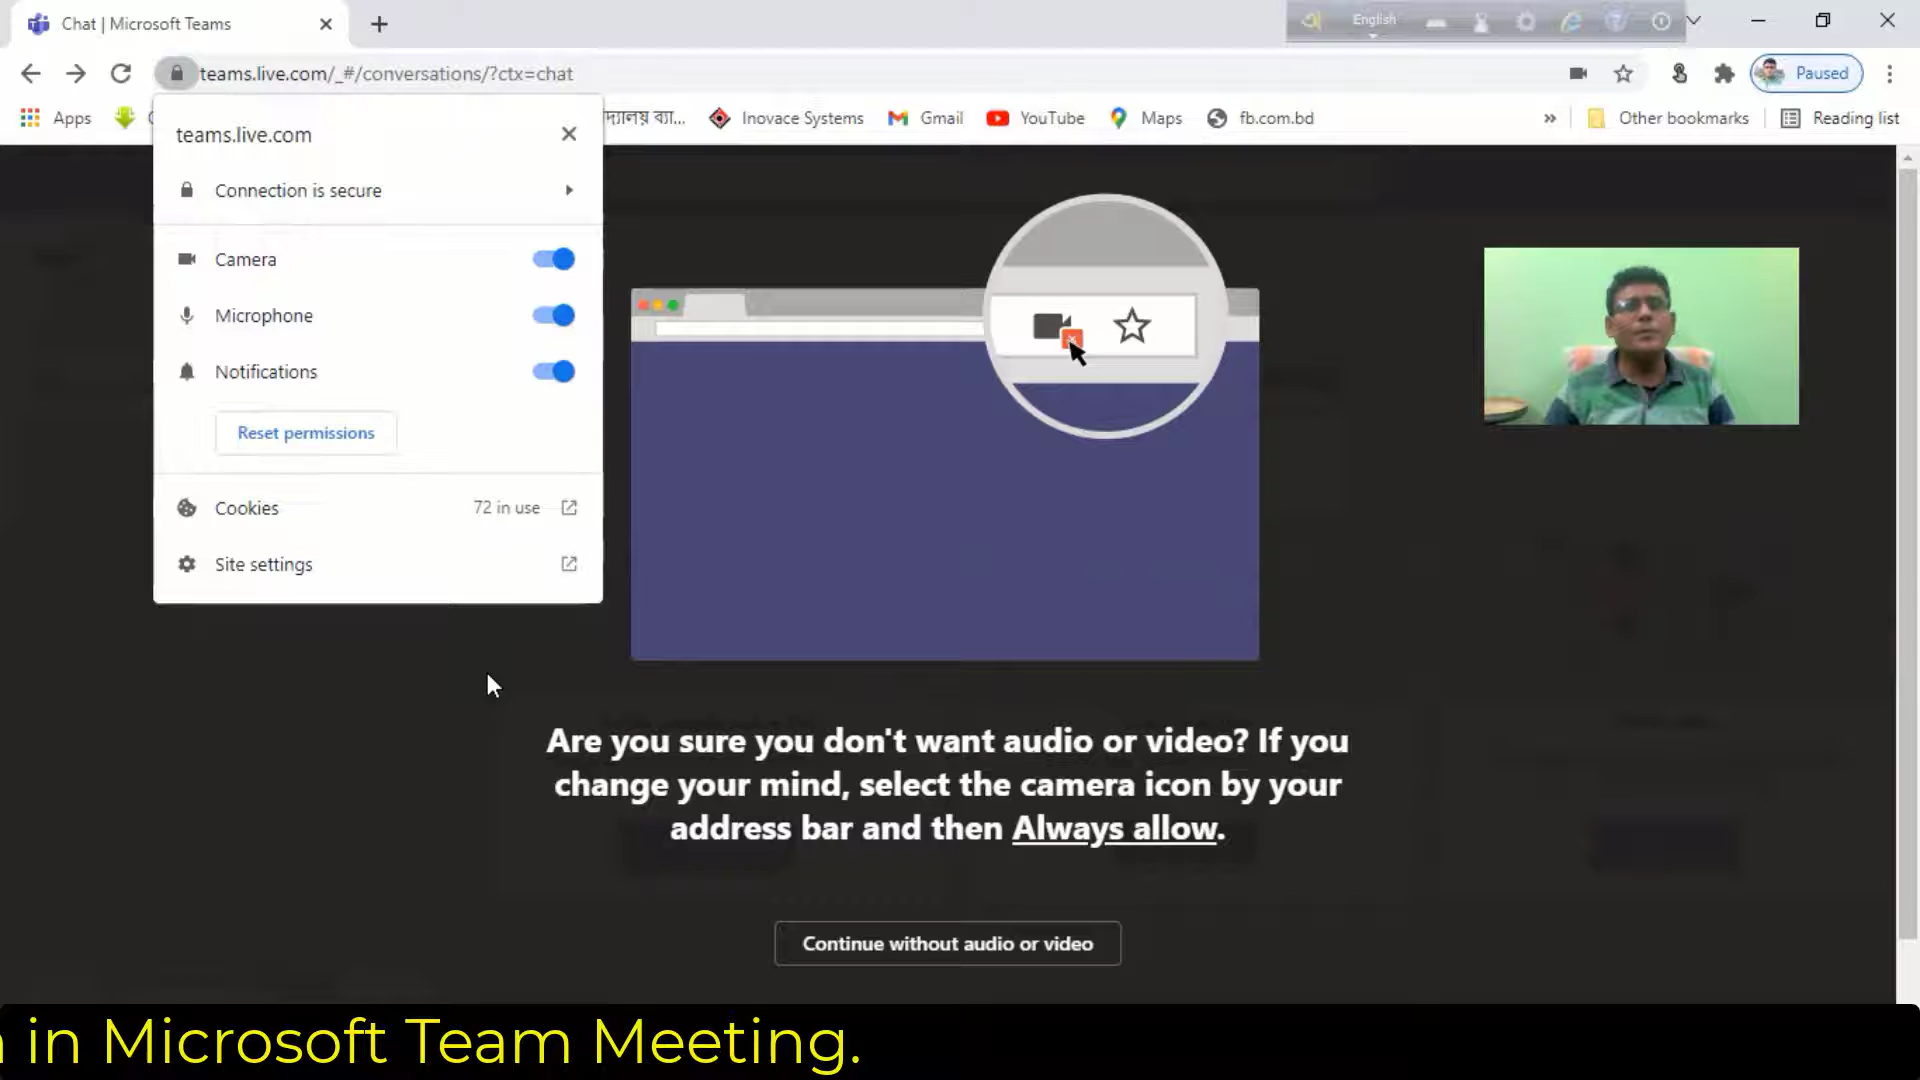 Chat | Microsoft Teams
English
teams.live.com/_#/conversations/?ctx=chat
Paused
Apps
Inovace Systems
Gmail
YouTube
Maps
fb.com.bd
»
Other bookmarks
Reading list
teams.live.com
Connection is secure
Camera
Microphone
Notifications
Reset permissions
Cookies
72 in use
Site settings
Are you sure you don't want audio or video? If you
change your mind, select the camera icon by your
address bar and then Always allow.
Continue without audio or video
in Microsoft Team Meeting.